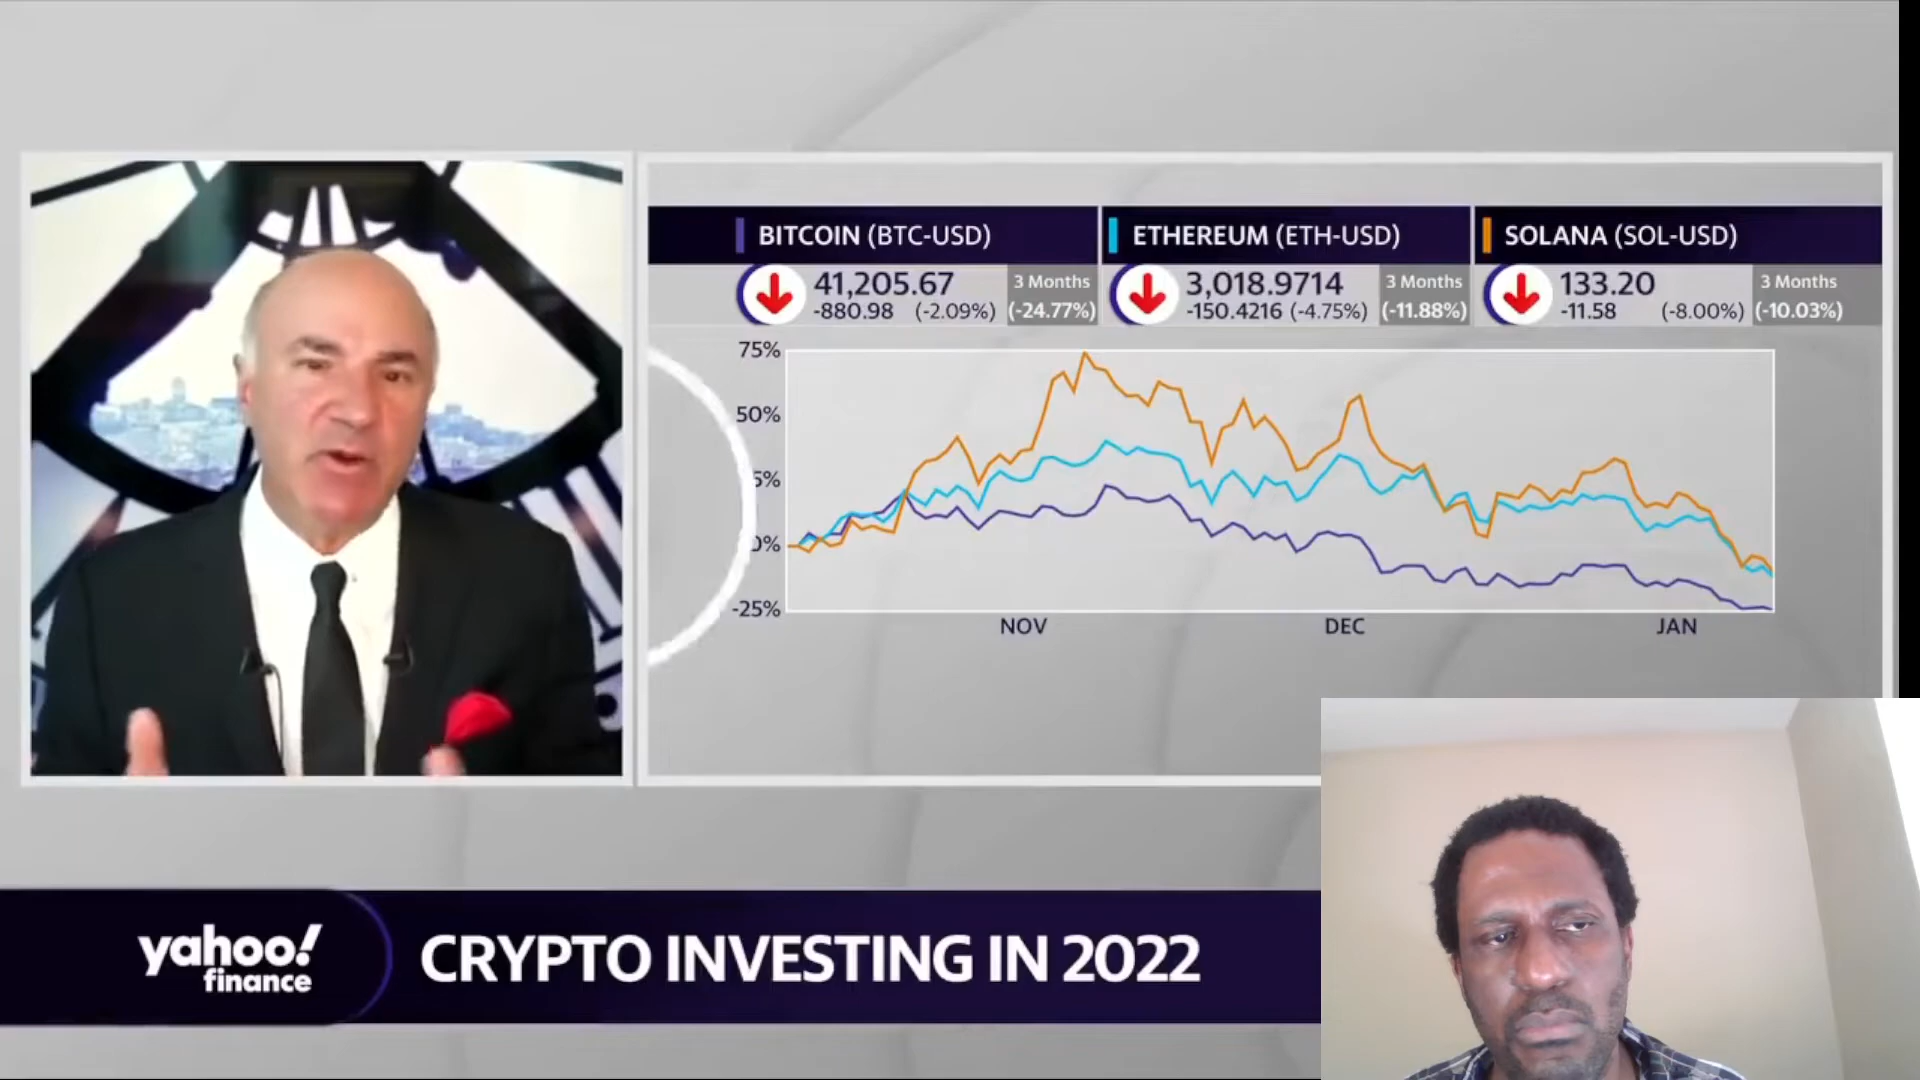 BITCOIN (BTC-USD)
41,205.67
-880.98 (-2.09%)
3 Months
(-24.77%)
ETHEREUM (ETH-USD)
3,018.9714
-150.4216 (-4.75%)
3 Months
(-11.88%)
SOLANA (SOL-USD)
133.20
-11.58 (-8.00%)
3 Months
(-10.03%)
75%
50%
5%
0%
-25%
NOV DEC JAN
yahoo!
finance
CRYPTO INVESTING IN 2022